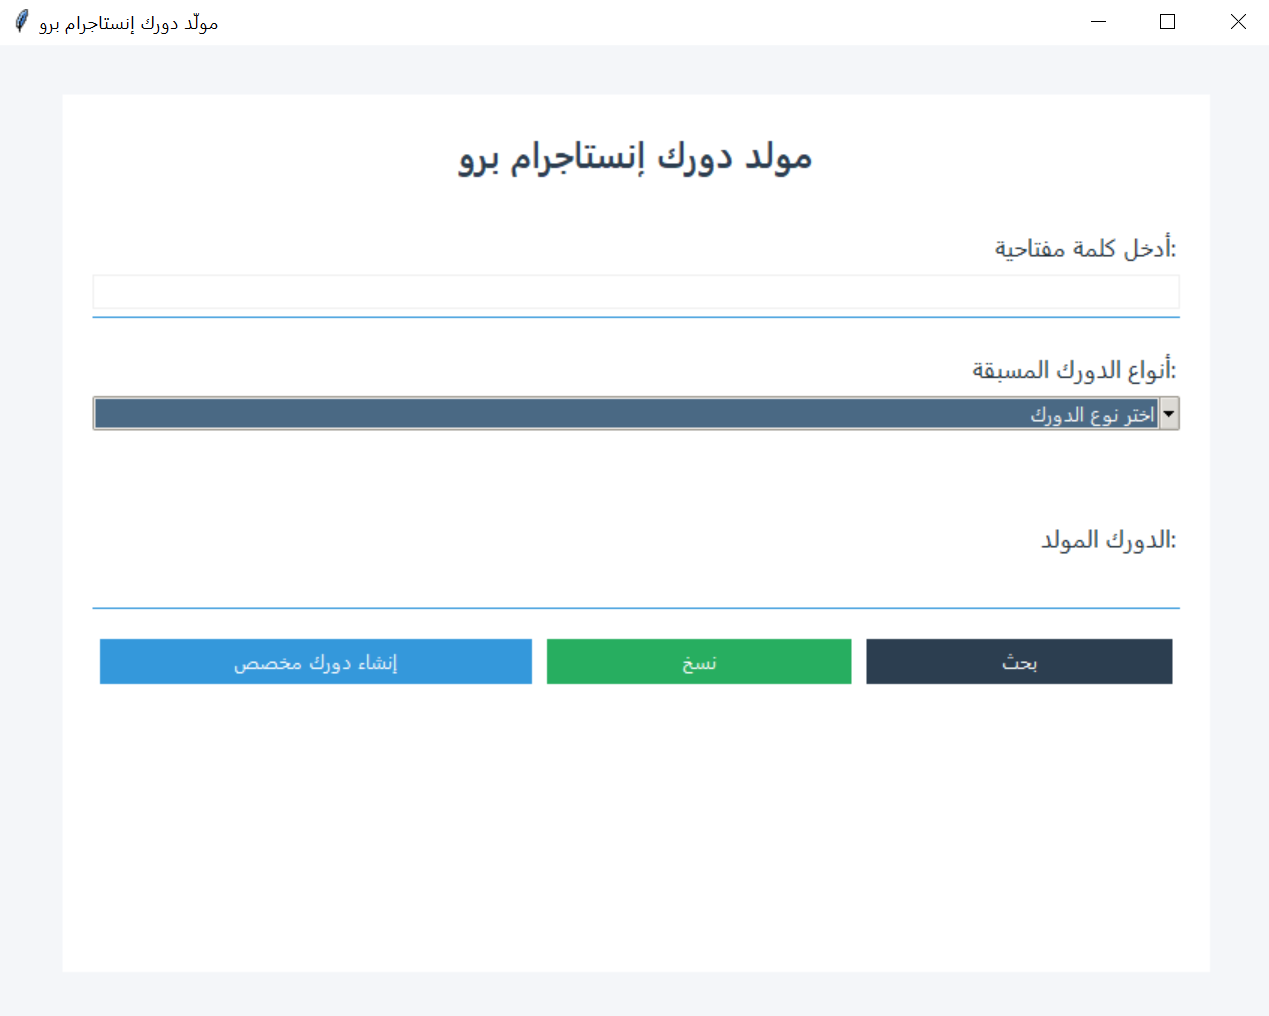 مولّد دورك إنستاجرام برو
مولد دورك إنستاجرام برو
أدخل كلمة مفتاحية:
أنواع الدورك المسبقة:
اختر نوع الدورك
الدورك المولد:
إنشاء دورك مخصص
نسخ
بحث